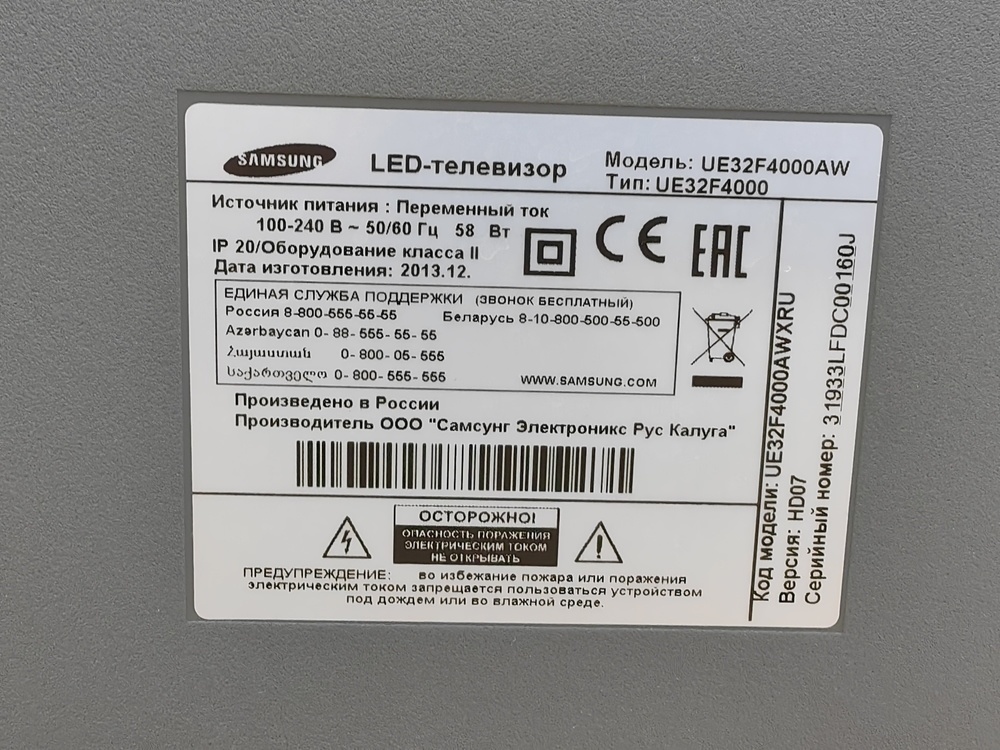 SAMSUNG LED-телевизор Модель: UE32F4000AW
Тип: UE32F4000
Источник питания : Переменный ток
100-240 В ~ 50/60 Гц 58 Вт
IP 20/Оборудование класса II
Дата изготовления: 2013.12.
CE EAC
ЕДИНАЯ СЛУЖБА ПОДДЕРЖКИ (ЗВОНОК БЕСПЛАТНЫЙ)
Россия 8-800-555-55-55 Беларусь 8-10-800-500-55-500
Azərbaycan 0- 88- 555- 55- 55
Հայաստան 0- 800- 05- 555
საქართველო 0- 800- 555- 555 WWW.SAMSUNG.COM
Произведено в России
Производитель ООО "Самсунг Электроникс Рус Калуга"
ОСТОРОЖНО!
ОПАСНОСТЬ ПОРАЖЕНИЯ
ЭЛЕКТРИЧЕСКИМ ТОКОМ
НЕ ОТКРЫВАТЬ
ПРЕДУПРЕЖДЕНИЕ: во избежание пожара или поражения
электрическим током запрещается пользоваться устройством
под дождем или во влажной среде.
Код модели: UE32F4000AWXRU
Версия: HD07
Серийный номер: 31933LFDC00160J